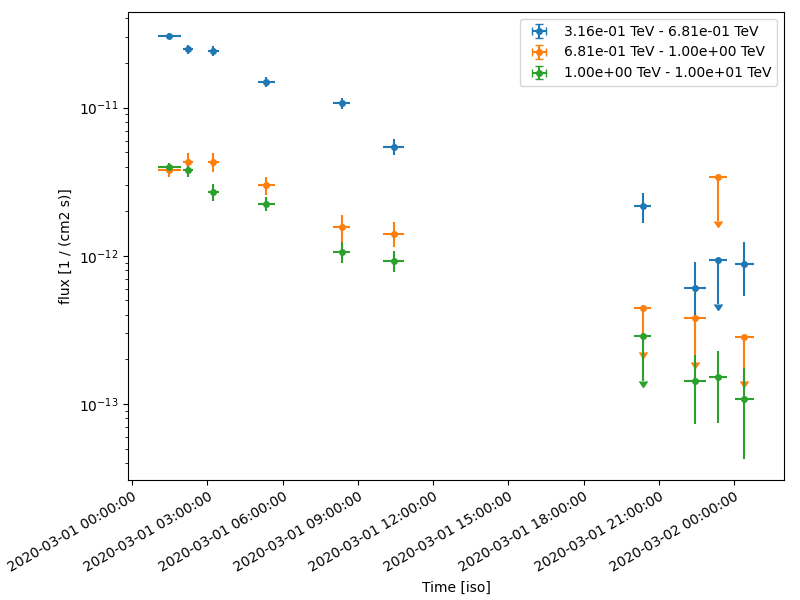 3.16e-01 TeV - 6.81e-01 TeV
6.81e-01 TeV - 1.00e+00 TeV
1.00e+00 TeV - 1.00e+01 TeV
flux [1 / (cm2 s)]
10⁻¹¹
10⁻¹²
10⁻¹³
2020-03-01 00:00:00
2020-03-01 03:00:00
2020-03-01 06:00:00
2020-03-01 09:00:00
2020-03-01 12:00:00
2020-03-01 15:00:00
2020-03-01 18:00:00
2020-03-01 21:00:00
2020-03-02 00:00:00
Time [iso]